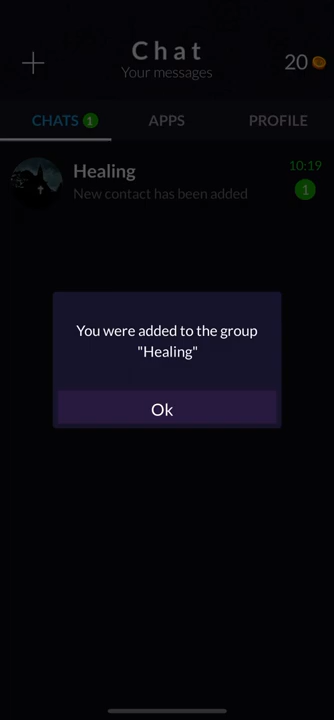 Chat
20
Your messages
CHATS 1
APPS
PROFILE
Healing
10:19
New contact has been added
1
You were added to the group
"Healing"
Ok